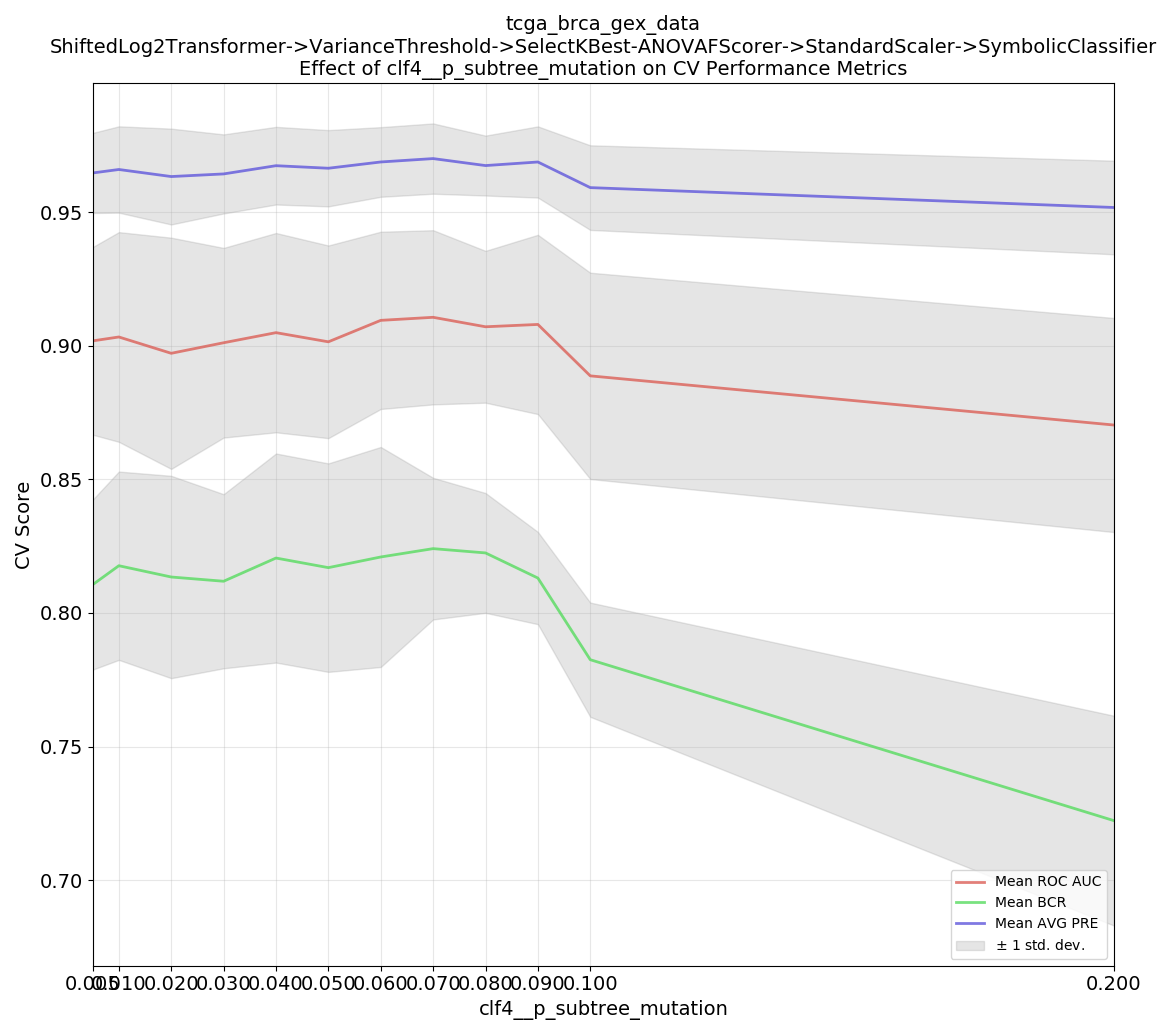 tcga_brca_gex_data
ShiftedLog2Transformer->VarianceThreshold->SelectKBest-ANOVAFScorer->StandardScaler->SymbolicClassifier
Effect of clf4__p_subtree_mutation on CV Performance Metrics
CV Score
0.95
0.90
0.85
0.80
0.75
0.70
Mean ROC AUC
Mean BCR
Mean AVG PRE
± 1 std. dev.
0.005 0.010 0.020 0.030 0.040 0.050 0.060 0.070 0.080 0.090 0.100 0.200
clf4__p_subtree_mutation